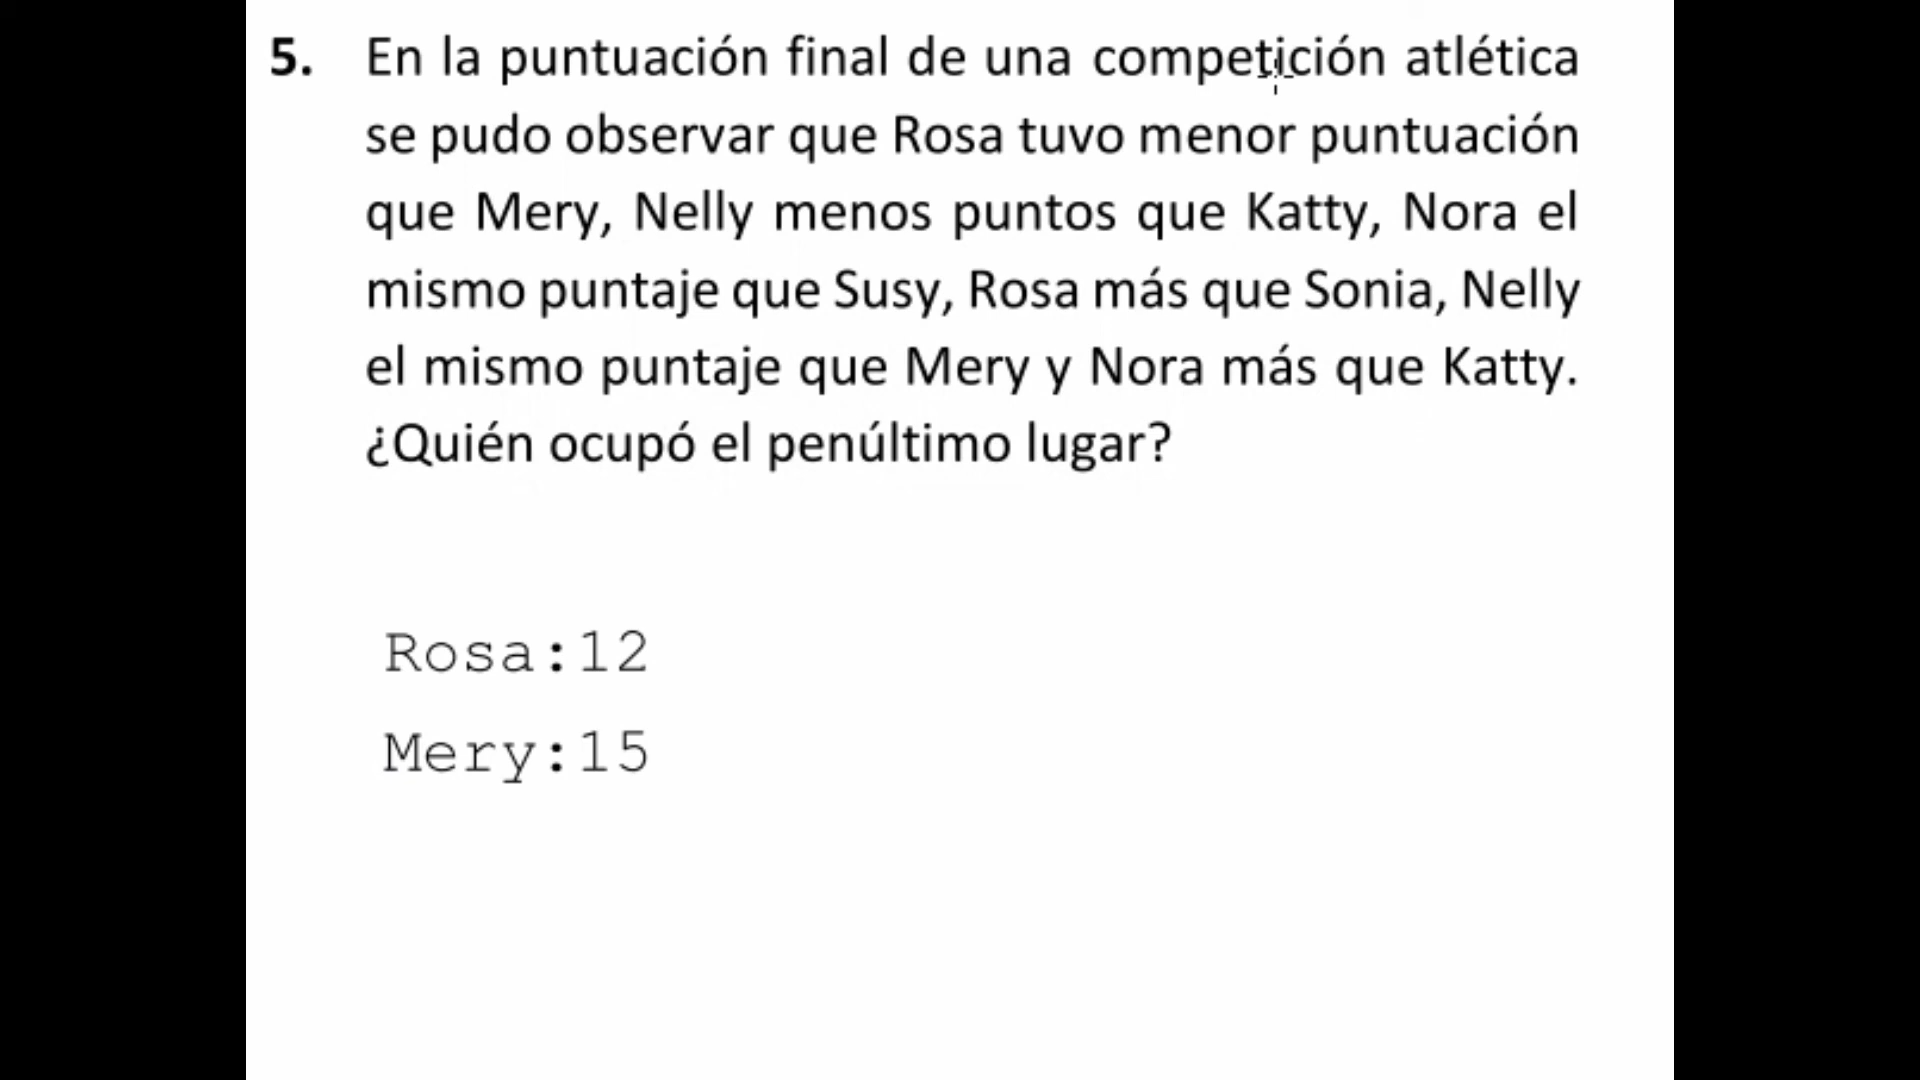 5. En la puntuación final de una competición atlética
se pudo observar que Rosa tuvo menor puntuación
que Mery, Nelly menos puntos que Katty, Nora el
mismo puntaje que Susy, Rosa más que Sonia, Nelly
el mismo puntaje que Mery y Nora más que Katty.
¿Quién ocupó el penúltimo lugar?
Rosa:12
Mery:15